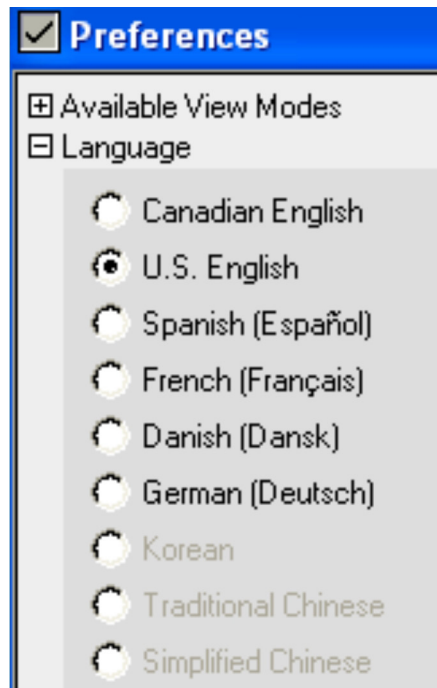 Preferences
Available View Modes
Language
Canadian English
U.S. English
Spanish (Español)
French (Français)
Danish (Dansk)
German (Deutsch)
Korean
Traditional Chinese
Simplified Chinese